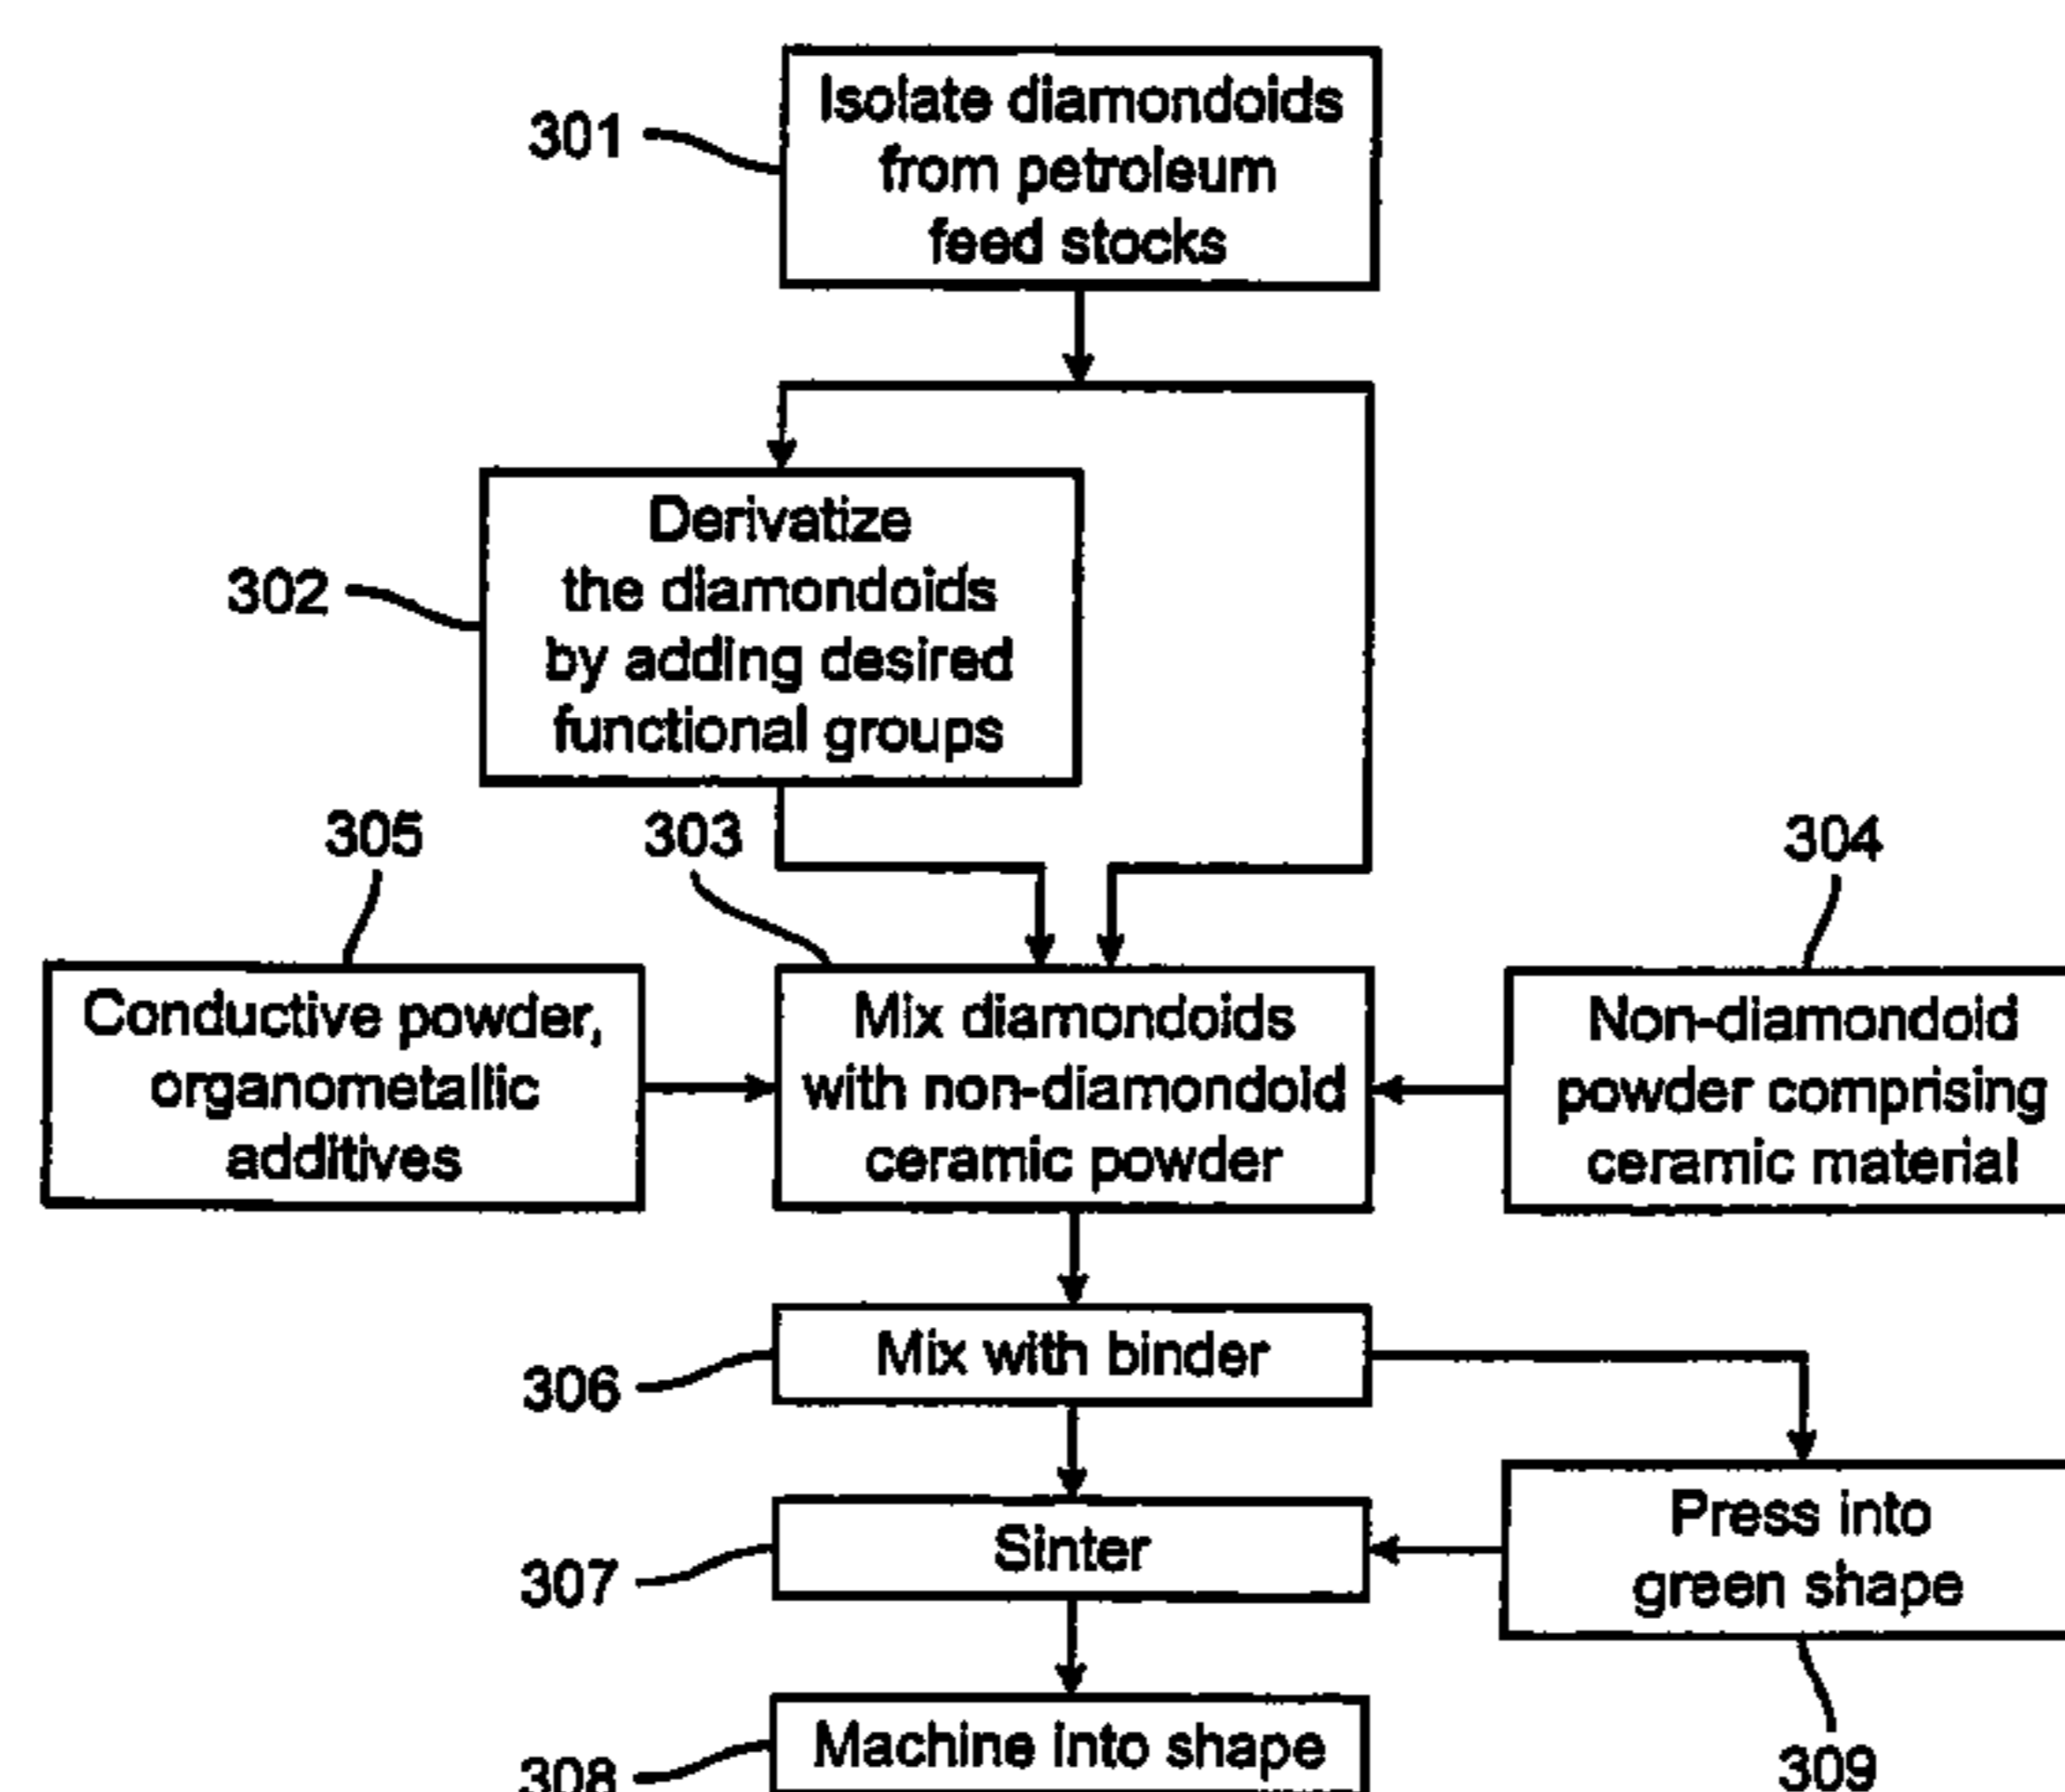 301
Isolate diamondoids
from petroleum
feed stocks
302
Derivatize
the diamondoids
by adding desired
functional groups
305
303
304
Conductive powder,
organometallic
additives
Mix diamondoids
with non-diamondoid
ceramic powder
Non-diamondoid
powder comprising
ceramic material
306
Mix with binder
307
Sinter
Press into
green shape
308
Machine into shape
309